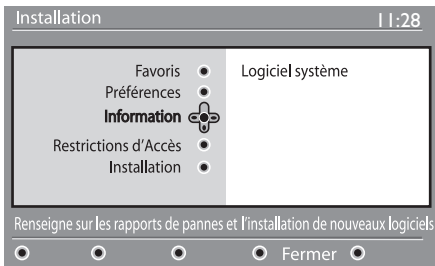 Installation 11:28
Favoris
Préférences
Information
Restrictions d'Accès
Installation
Logiciel système
Renseigne sur les rapports de pannes et l'installation de nouveaux logiciels
Fermer